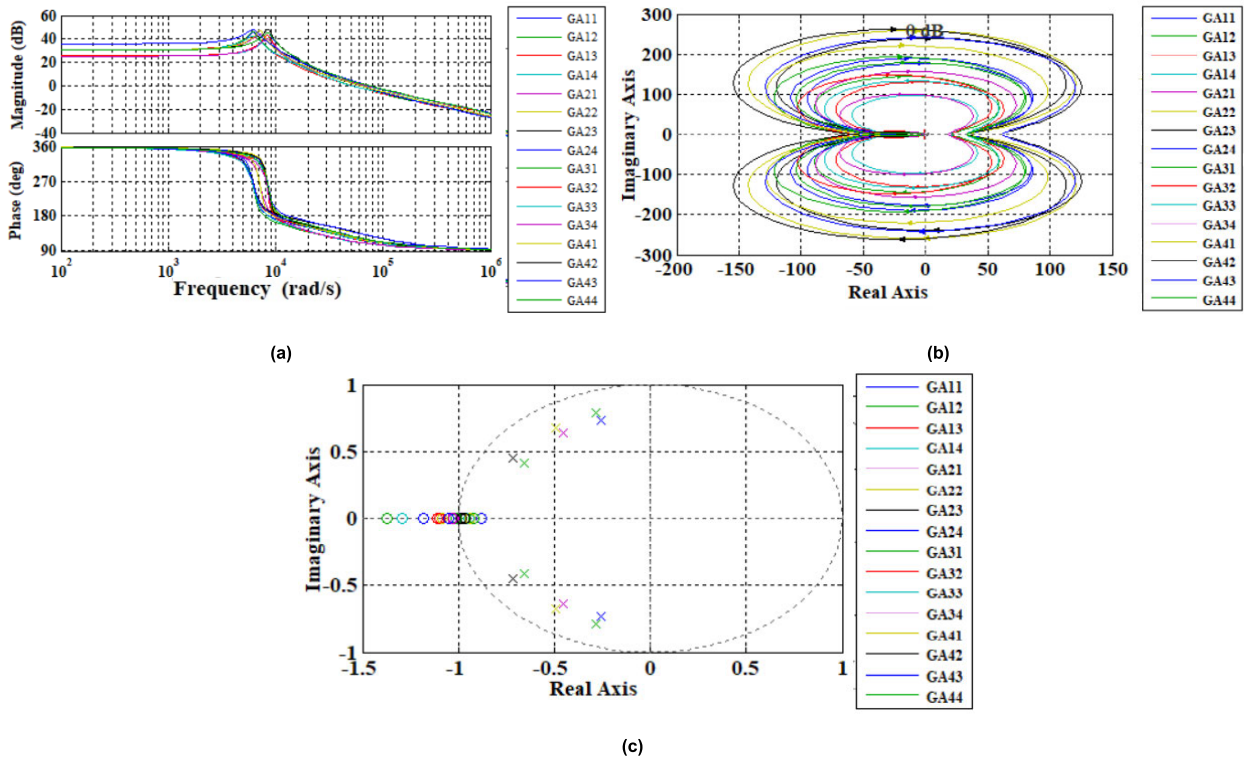 Magnitude (dB)
60
40
20
0
-20
-40
Phase (deg)
360
270
180
90
10^2
10^3
10^4
10^5
10^6
Frequency (rad/s)
GA11
GA12
GA13
GA14
GA21
GA22
GA23
GA24
GA31
GA32
GA33
GA34
GA41
GA42
GA43
GA44
(a)
0 dB
Imaginary Axis
300
200
100
0
-100
-200
-300
-200
-150
-100
-50
0
50
100
150
Real Axis
GA11
GA12
GA13
GA14
GA21
GA22
GA23
GA24
GA31
GA32
GA33
GA34
GA41
GA42
GA43
GA44
(b)
Imaginary Axis
1
0.5
0
-0.5
-1
-1.5
-1
-0.5
0
0.5
1
Real Axis
GA11
GA12
GA13
GA14
GA21
GA22
GA23
GA24
GA31
GA32
GA33
GA34
GA41
GA42
GA43
GA44
(c)